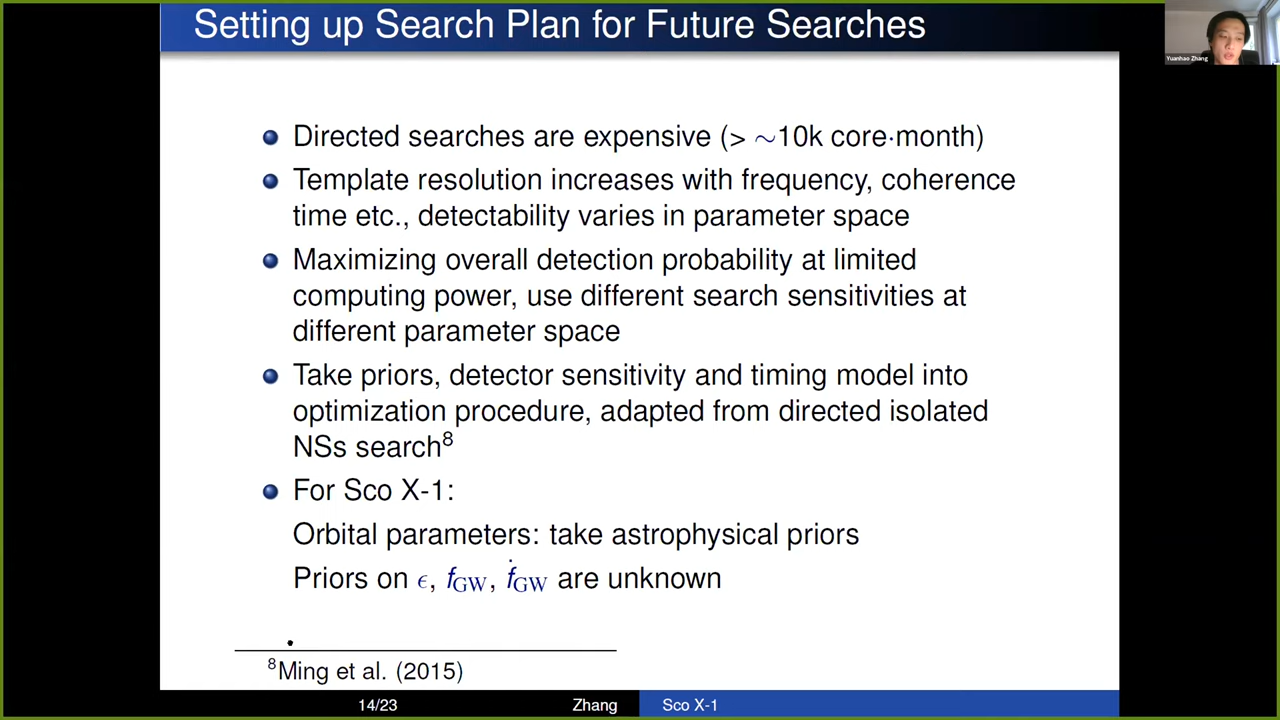 Setting up Search Plan for Future Searches
Yuanhao Zhang
Directed searches are expensive (> ~10k core·month)
Template resolution increases with frequency, coherence
time etc., detectability varies in parameter space
Maximizing overall detection probability at limited
computing power, use different search sensitivities at
different parameter space
Take priors, detector sensitivity and timing model into
optimization procedure, adapted from directed isolated
NSs search⁸
For Sco X-1:
Orbital parameters: take astrophysical priors
Priors on ϵ, f_GW, ḟ_GW are unknown
⁸Ming et al. (2015)
14/23 Zhang Sco X-1